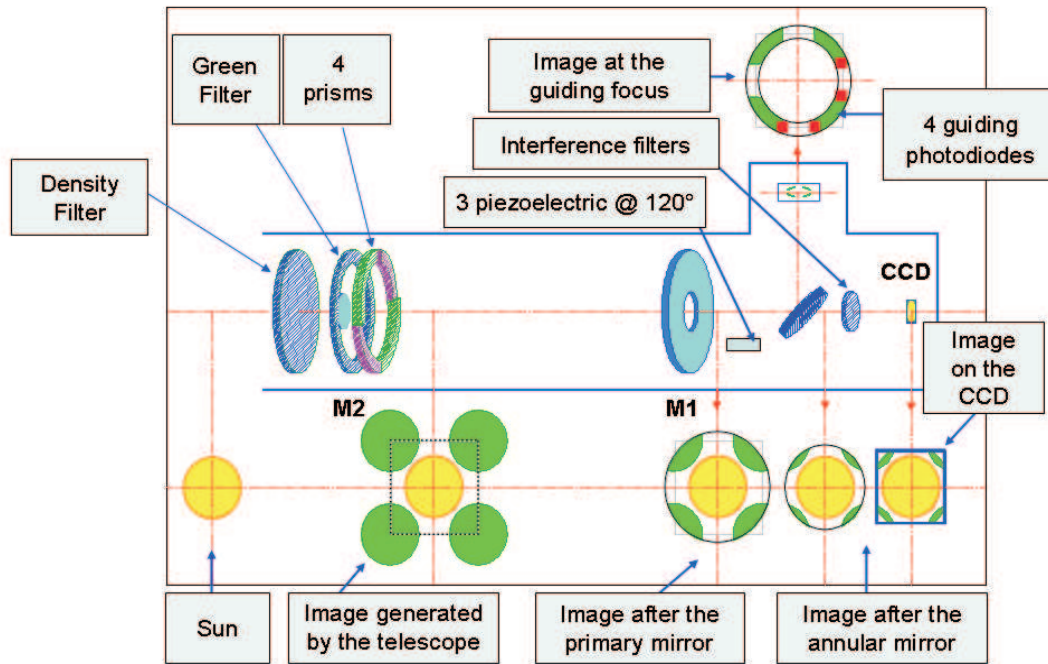 Green
Filter
4
prisms
Image at the
guiding focus
4 guiding
photodiodes
Interference filters
3 piezoelectric @ 120°
Density
Filter
CCD
Image
on the
CCD
M2
M1
Sun
Image generated
by the telescope
Image after the
primary mirror
Image after the
annular mirror